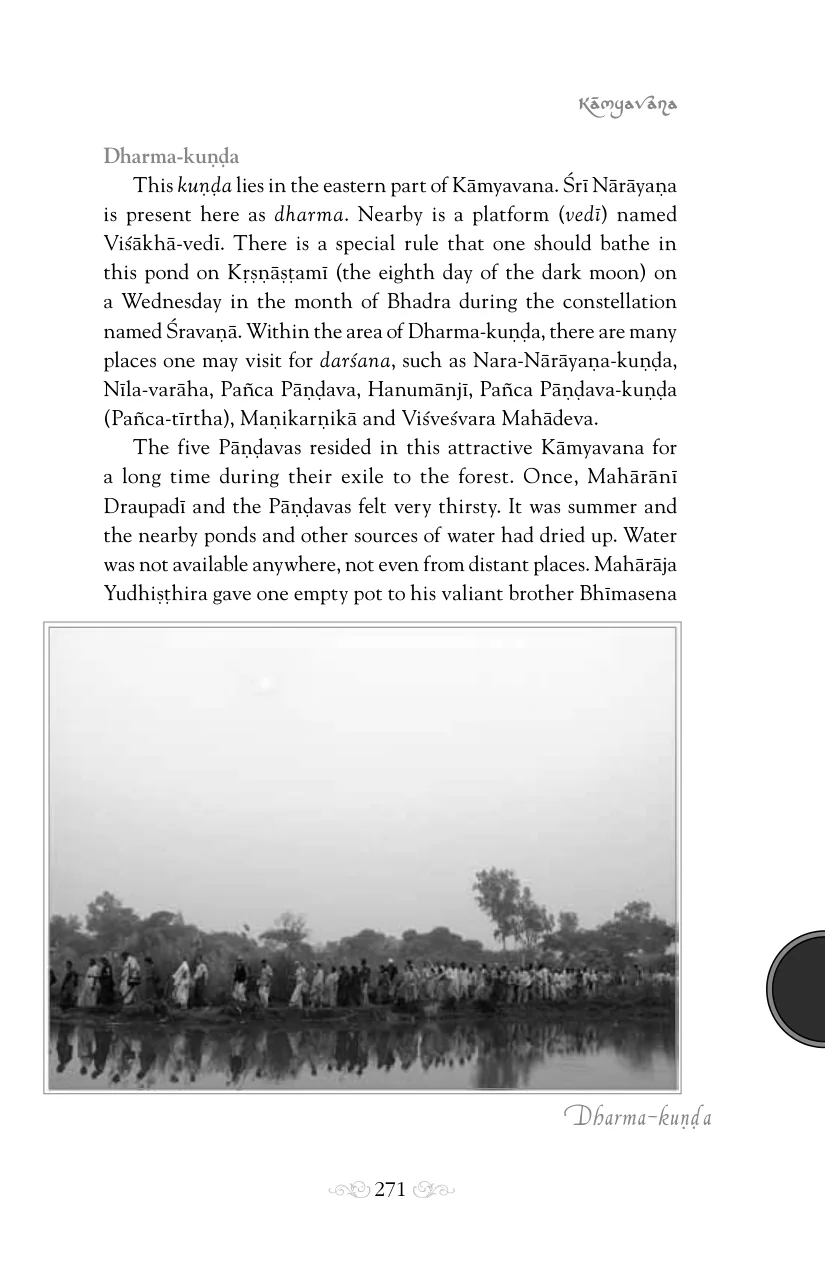 Kāmyavana
Dharma-kuṇḍa
This kuṇḍa lies in the eastern part of Kāmyavana. Śrī Nārāyaṇa
is present here as dharma. Nearby is a platform (vedī) named
Viśākhā-vedī. There is a special rule that one should bathe in
this pond on Kṛṣṇāṣṭamī (the eighth day of the dark moon) on
a Wednesday in the month of Bhadra during the constellation
named Śravaṇā. Within the area of Dharma-kuṇḍa, there are many
places one may visit for darśana, such as Nara-Nārāyaṇa-kuṇḍa,
Nīla-varāha, Pañca Pāṇḍava, Hanumānjī, Pañca Pāṇḍava-kuṇḍa
(Pañca-tīrtha), Maṇikarṇikā and Viśveśvara Mahādeva.
The five Pāṇḍavas resided in this attractive Kāmyavana for
a long time during their exile to the forest. Once, Mahārānī
Draupadī and the Pāṇḍavas felt very thirsty. It was summer and
the nearby ponds and other sources of water had dried up. Water
was not available anywhere, not even from distant places. Mahārāja
Yudhiṣṭhira gave one empty pot to his valiant brother Bhīmasena
Dharma-kuṇḍa
271